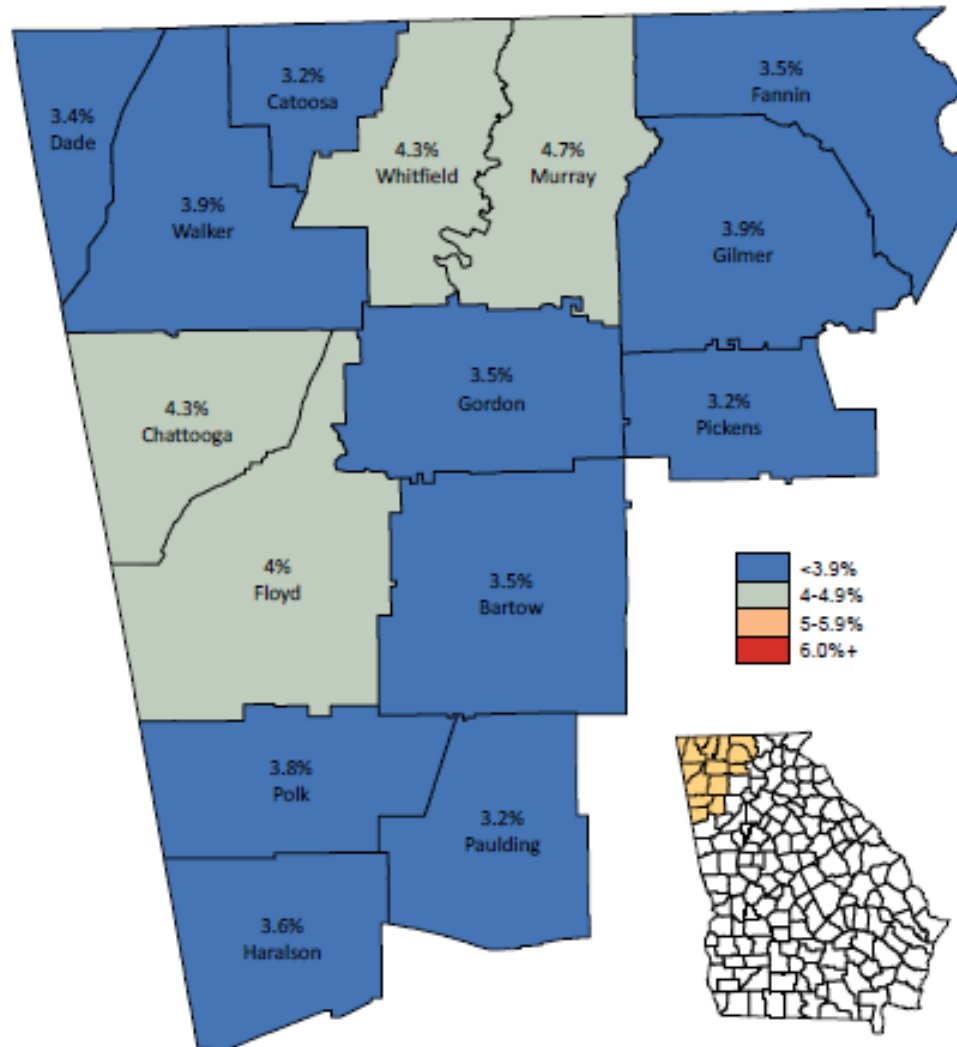 3.2%
Catoosa
3.5%
Fannin
3.4%
Dade
4.3%
Whitfield
4.7%
Murray
3.9%
Walker
3.9%
Gilmer
3.5%
Gordon
3.2%
Pickens
4.3%
Chattooga
4%
Floyd
3.5%
Bartow
<3.9%
4-4.9%
5-5.9%
6.0%+
3.8%
Polk
3.2%
Paulding
3.6%
Haralson